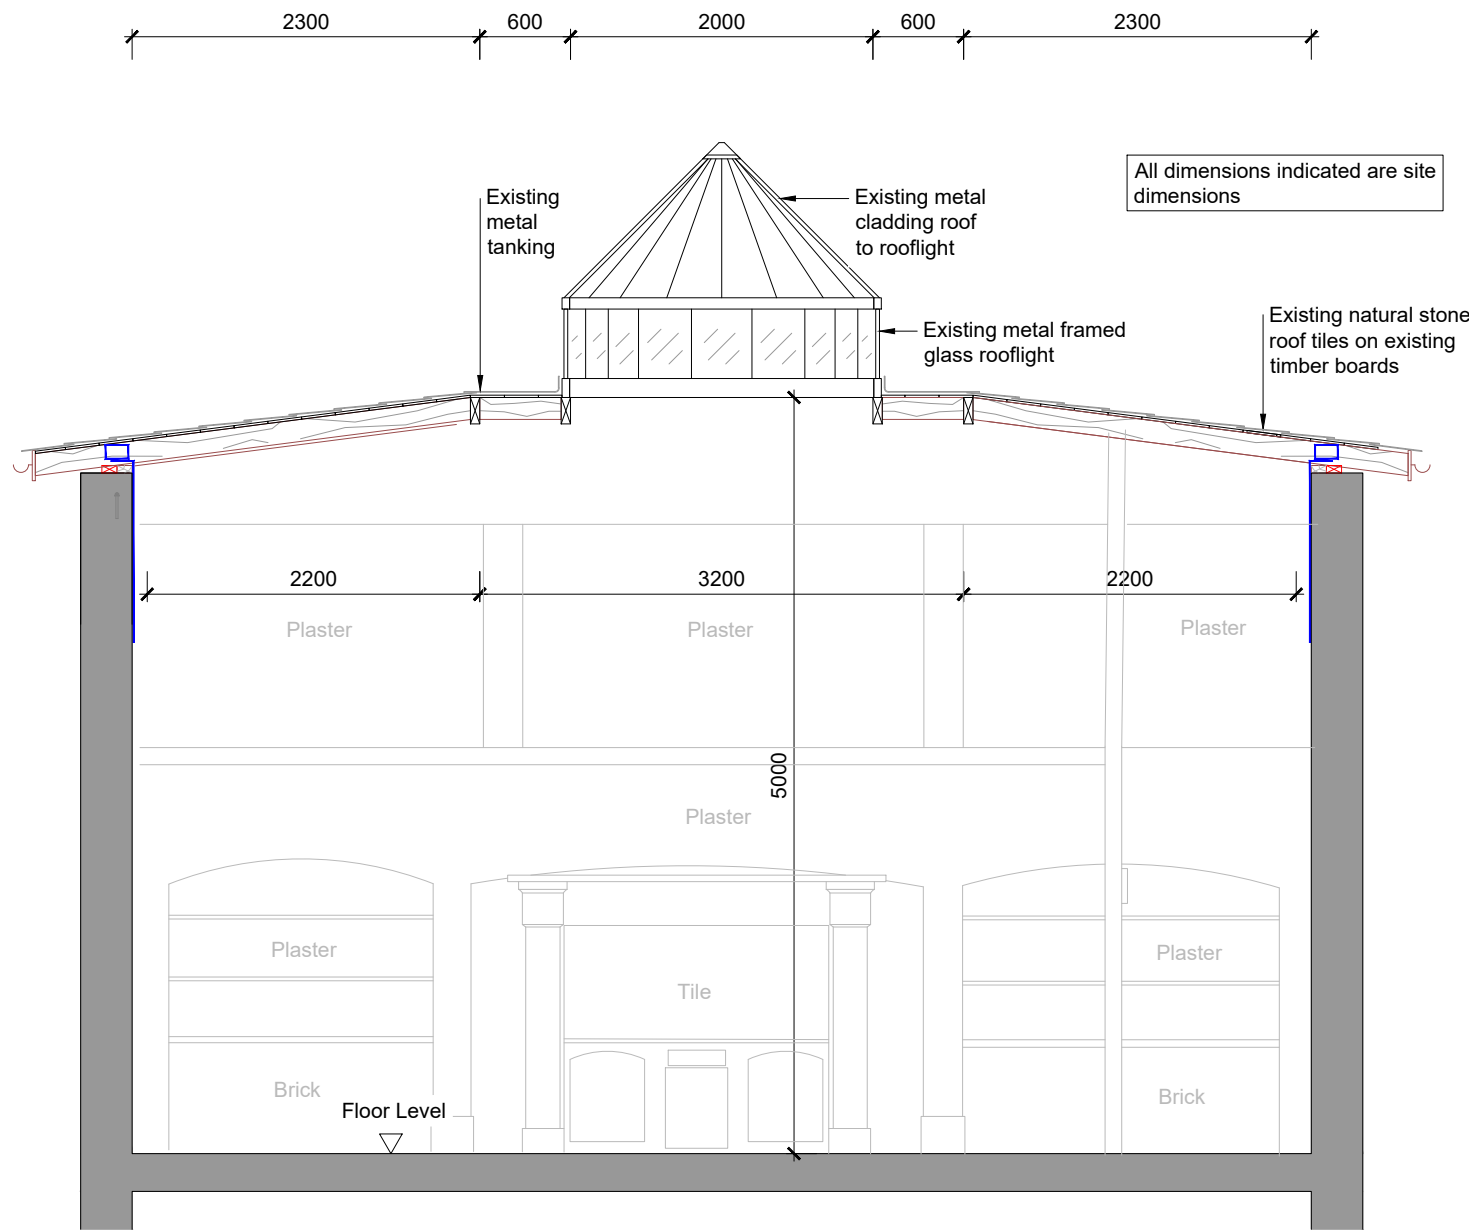 2300
600
2000
600
2300
All dimensions indicated are site
dimensions
Existing
metal
tanking
Existing metal
cladding roof
to rooflight
Existing metal framed
glass rooflight
Existing natural stone
roof tiles on existing
timber boards
2200
3200
2200
Plaster
Plaster
Plaster
5000
Plaster
Plaster
Plaster
Tile
Brick
Brick
Floor Level